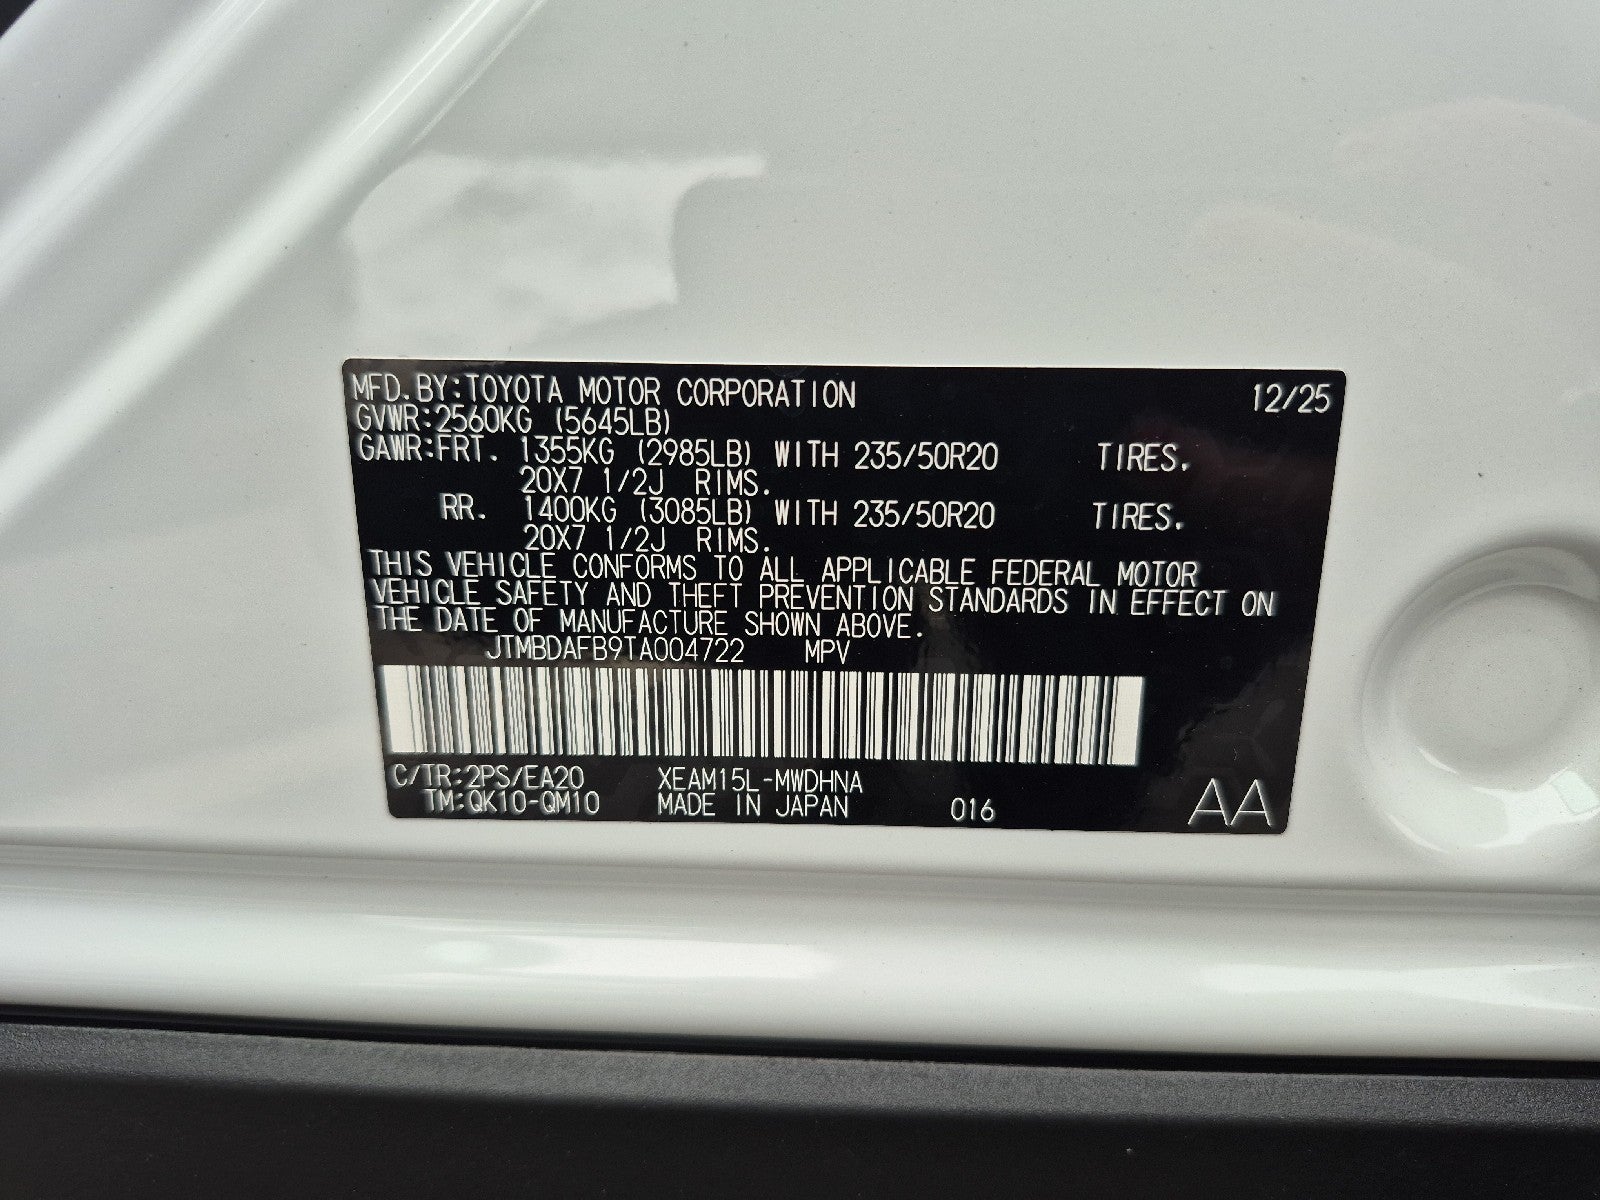 MFD. BY: TOYOTA MOTOR CORPORATION 12/25
GVWR: 2560KG (5645LB)
GAWR: FRT. 1355KG (2985LB) WITH 235/50R20 TIRES.
20X7 1/2J RIMS.
RR. 1400KG (3085LB) WITH 235/50R20 TIRES.
20X7 1/2J RIMS.
THIS VEHICLE CONFORMS TO ALL APPLICABLE FEDERAL MOTOR
VEHICLE SAFETY AND THEFT PREVENTION STANDARDS IN EFFECT ON
THE DATE OF MANUFACTURE SHOWN ABOVE.
JTMBDAFB9TA004722 MPV
C/TR:2PS/EA20 XEAM15L-MWDHNA
TM:QK10-QM10 MADE IN JAPAN 016 AA